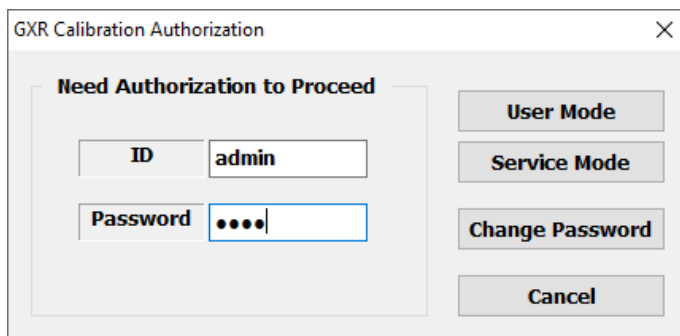 GXR Calibration Authorization
Need Authorization to Proceed
ID
admin
Password
••••
User Mode
Service Mode
Change Password
Cancel